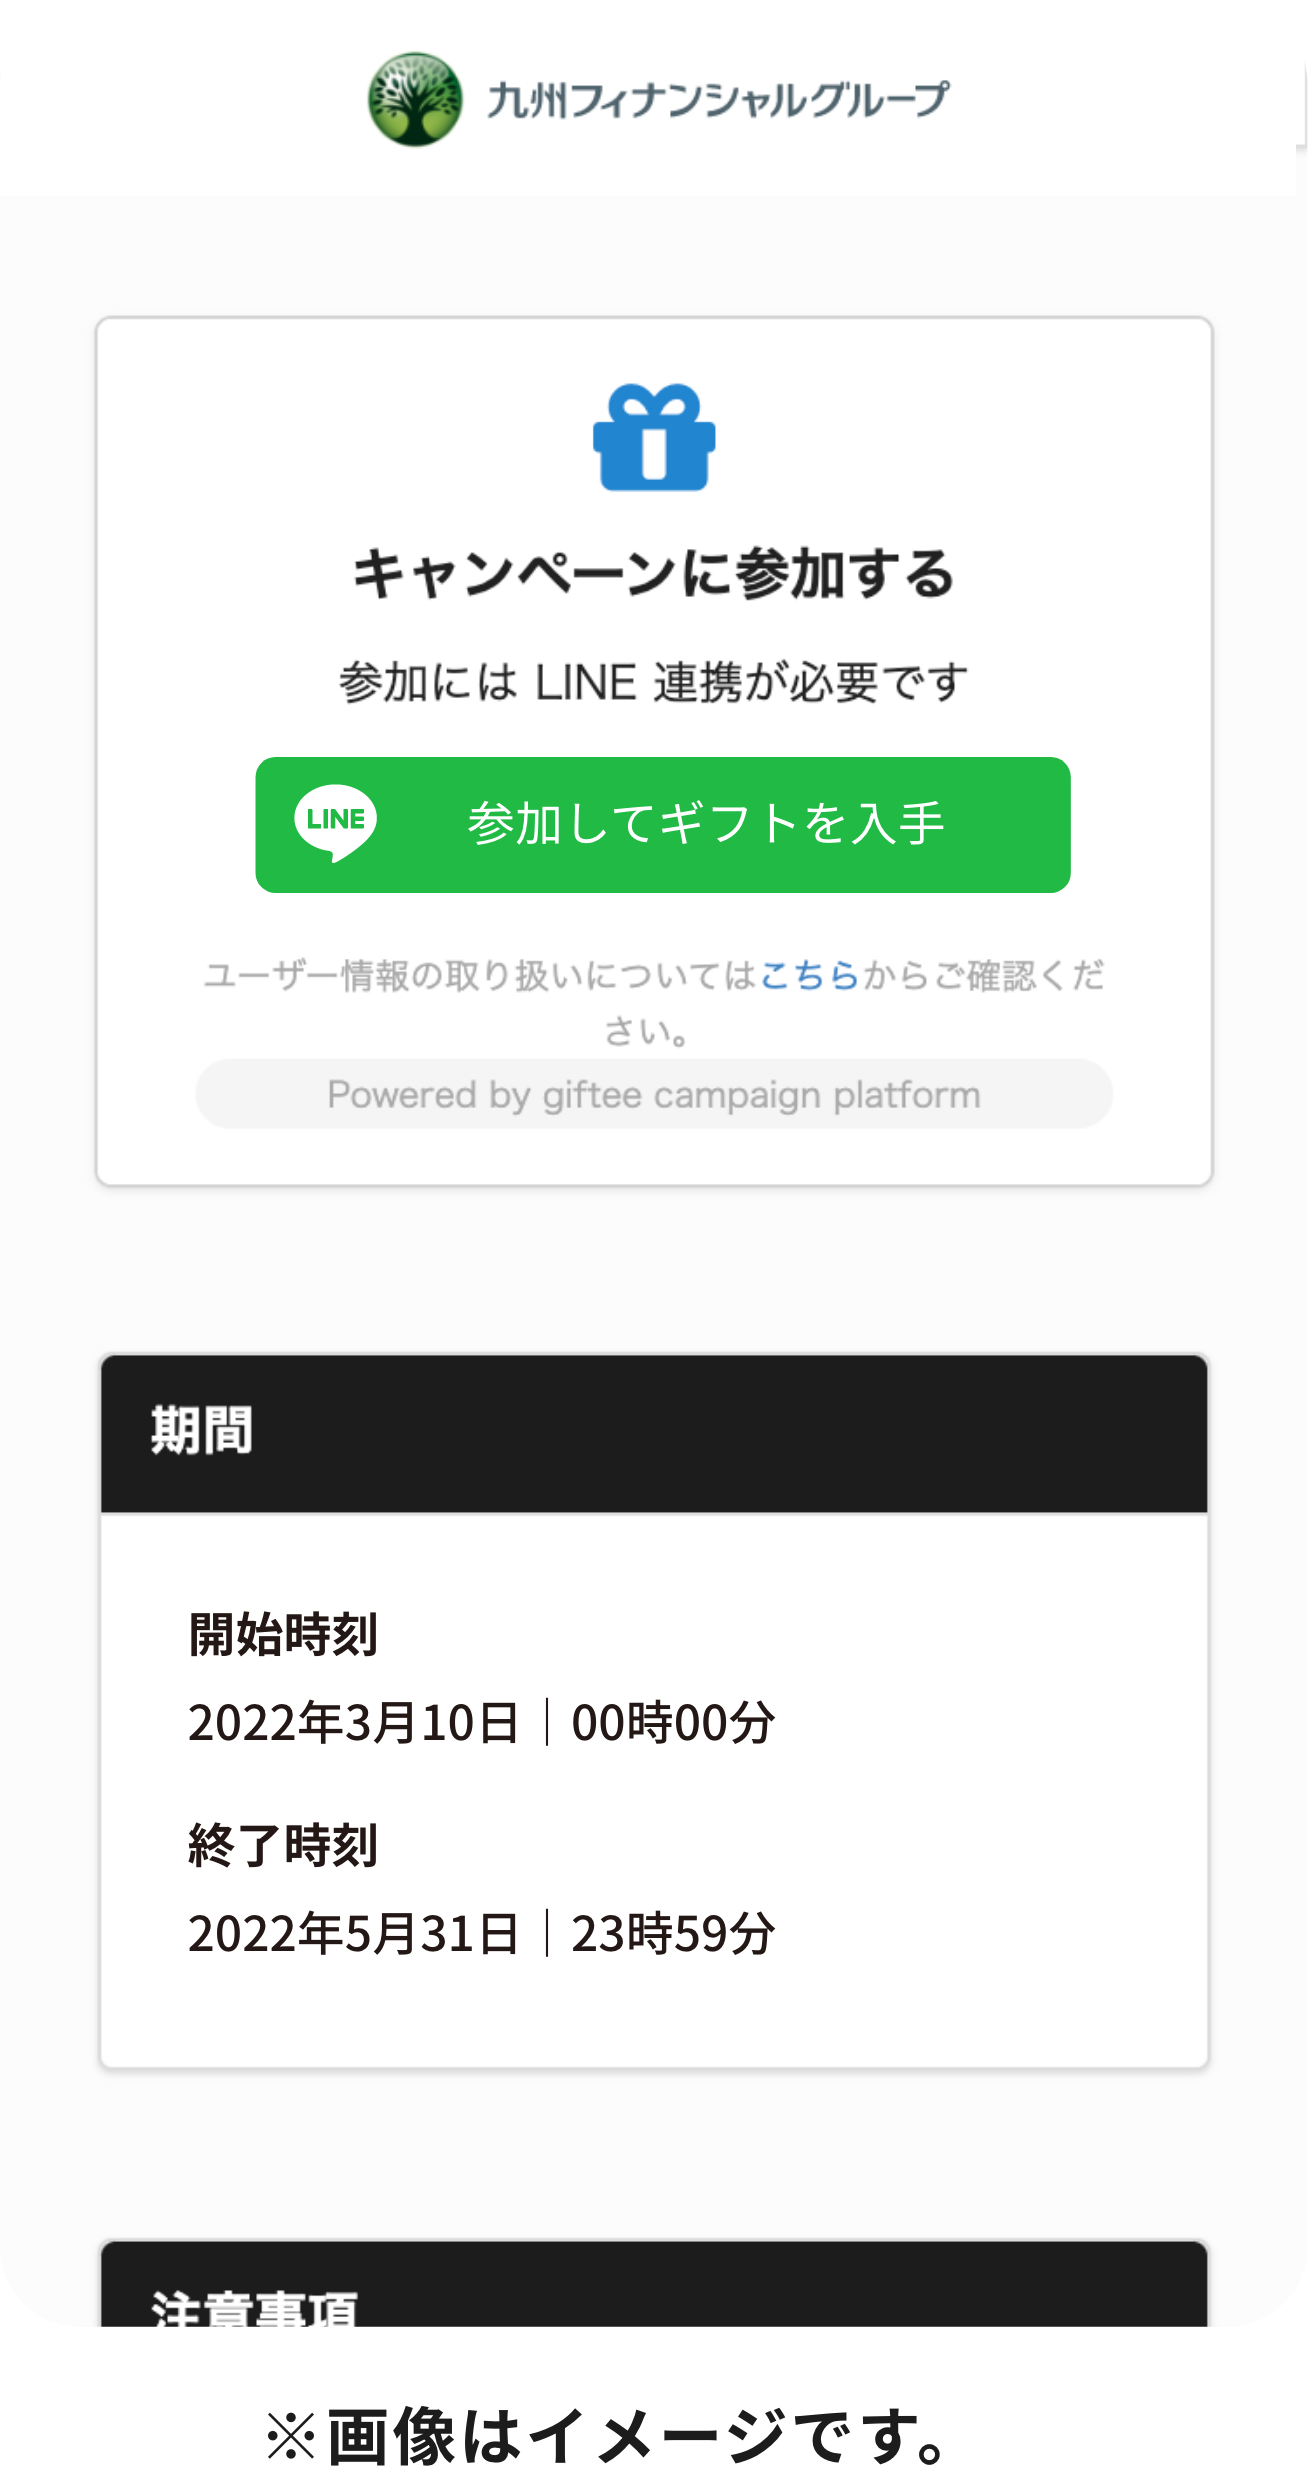 九州フィナンシャルグループ
キャンペーンに参加する
参加には LINE 連携が必要です
LINE 参加してギフトを入手
ユーザー情報の取り扱いについてはこちらからご確認くだ
さい。
Powered by giftee campaign platform
期間
開始時刻
2022年3月10日｜00時00分
終了時刻
2022年5月31日｜23時59分
注意事項
※画像はイメージです。